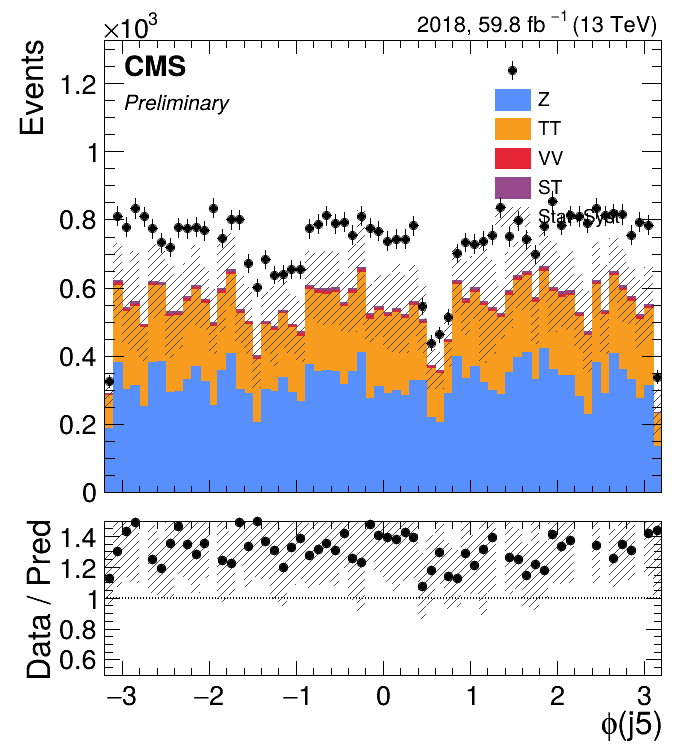 ×10³
2018, 59.8 fb⁻¹ (13 TeV)
Events
CMS
Preliminary
Z
TT
VV
ST
Stat+Syst
1.2
1
0.8
0.6
0.4
0.2
0
Data / Pred
1.4
1.2
1
0.8
0.6
−3
−2
−1
0
1
2
3
ϕ(j5)